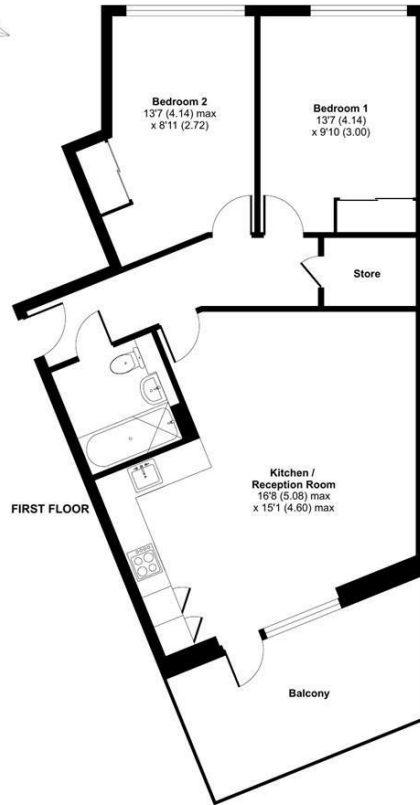 Bedroom 2
13'7 (4.14) max
x 8'11 (2.72)
Bedroom 1
13'7 (4.14)
x 9'10 (3.00)
Store
Kitchen /
Reception Room
16'8 (5.08) max
x 15'1 (4.60) max
FIRST FLOOR
Balcony